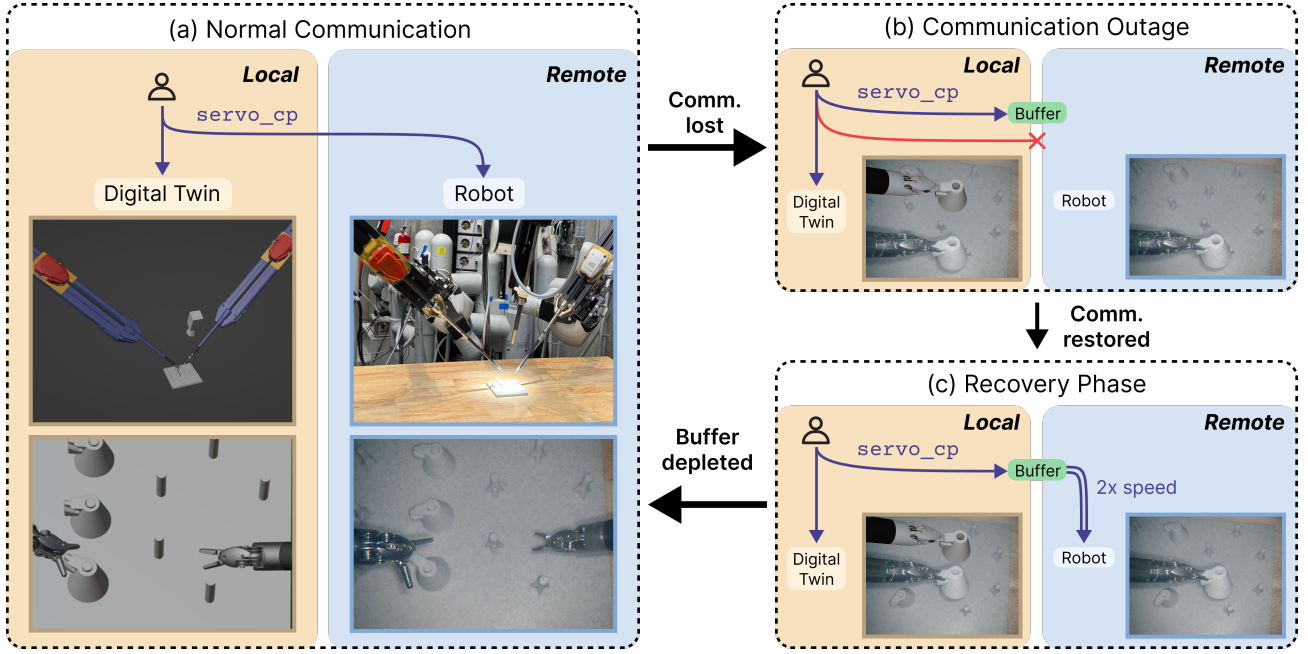 (a) Normal Communication
Local
Remote
servo_cp
Digital Twin
Robot
Comm.
lost
(b) Communication Outage
Local
Remote
servo_cp
Buffer
Digital
Twin
Robot
Comm.
restored
(c) Recovery Phase
Local
Remote
servo_cp
Buffer
2x speed
Digital
Twin
Robot
Buffer
depleted